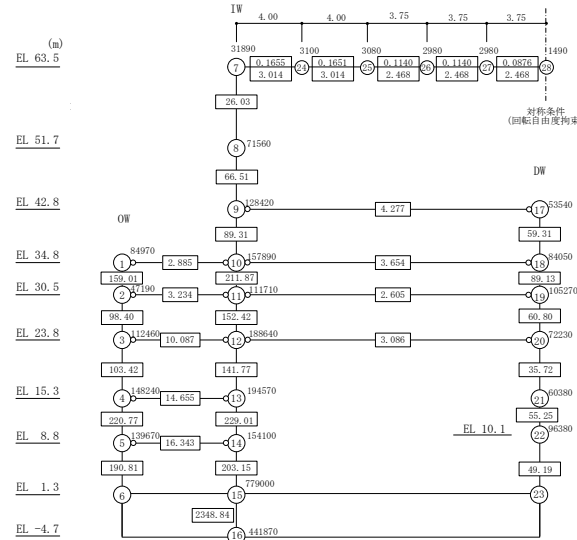 IW
4.00 4.00 3.75 3.75 3.75
(m)
31890 3100 3080 2980 2980 1490
EL 63.5
7 0.1655 24 0.1651 25 0.1140 26 0.1140 27 0.0876 28
3.014 3.014 2.468 2.468 2.468
26.03
対称条件
(回転自由度拘束
EL 51.7
8 71560
DW
66.51
EL 42.8
9 128420 4.277 17 53540
OW
89.31 59.31
EL 34.8
84970 157890 84050
1 2.885 10 3.654 18
159.01 211.87 89.13
EL 30.5
47190 111710 105270
2 3.234 11 2.605 19
98.40 152.42 60.80
EL 23.8
112460 188640 72230
3 10.087 12 3.086 20
103.42 141.77 35.72
EL 15.3
148240 194570 60380
4 14.655 13 21
220.77 229.01 55.25
EL 10.1
22 96380
EL 8.8
139670 154100
5 16.343 14
190.81 203.15 49.19
EL 1.3
779000
6 15 23
2348.84
EL -4.7
16 441870